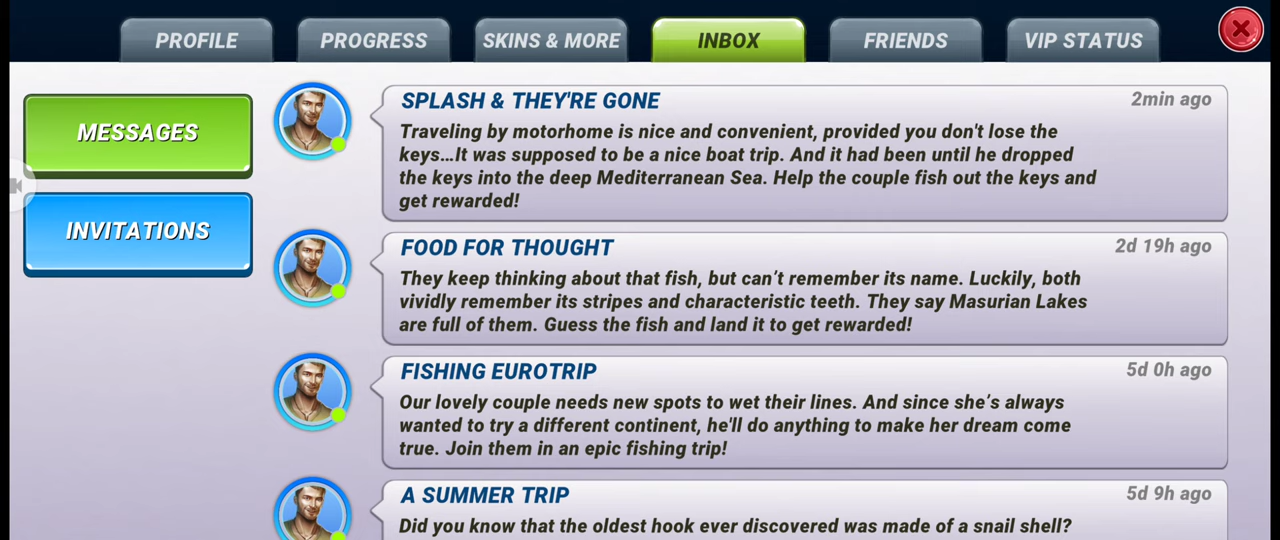 PROFILE
PROGRESS
SKINS & MORE
INBOX
FRIENDS
VIP STATUS
MESSAGES
INVITATIONS
SPLASH & THEY'RE GONE
2min ago
Traveling by motorhome is nice and convenient, provided you don't lose the
keys...It was supposed to be a nice boat trip. And it had been until he dropped
the keys into the deep Mediterranean Sea. Help the couple fish out the keys and
get rewarded!
FOOD FOR THOUGHT
2d 19h ago
They keep thinking about that fish, but can’t remember its name. Luckily, both
vividly remember its stripes and characteristic teeth. They say Masurian Lakes
are full of them. Guess the fish and land it to get rewarded!
FISHING EUROTRIP
5d 0h ago
Our lovely couple needs new spots to wet their lines. And since she’s always
wanted to try a different continent, he'll do anything to make her dream come
true. Join them in an epic fishing trip!
A SUMMER TRIP
5d 9h ago
Did you know that the oldest hook ever discovered was made of a snail shell?